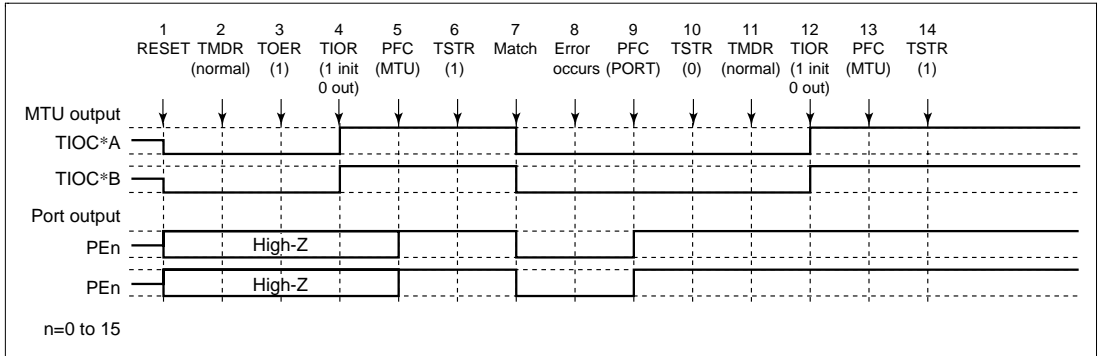 1 2 3 4 5 6 7 8 9 10 11 12 13 14
RESET TMDR TOER TIOR PFC TSTR Match Error PFC TSTR TMDR TIOR PFC TSTR
(normal) (1) (1 init (MTU) (1) occurs (PORT) (0) (normal) (1 init (MTU) (1)
0 out) 0 out)
MTU output
TIOC*A
TIOC*B
Port output
PEn High-Z
PEn High-Z
n=0 to 15